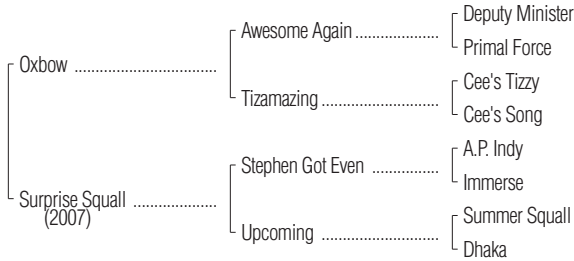 Oxbow
Surprise Squall
(2007)
Awesome Again
Tizamazing
Stephen Got Even
Upcoming
Deputy Minister
Primal Force
Cee's Tizzy
Cee's Song
A.P. Indy
Immerse
Summer Squall
Dhaka